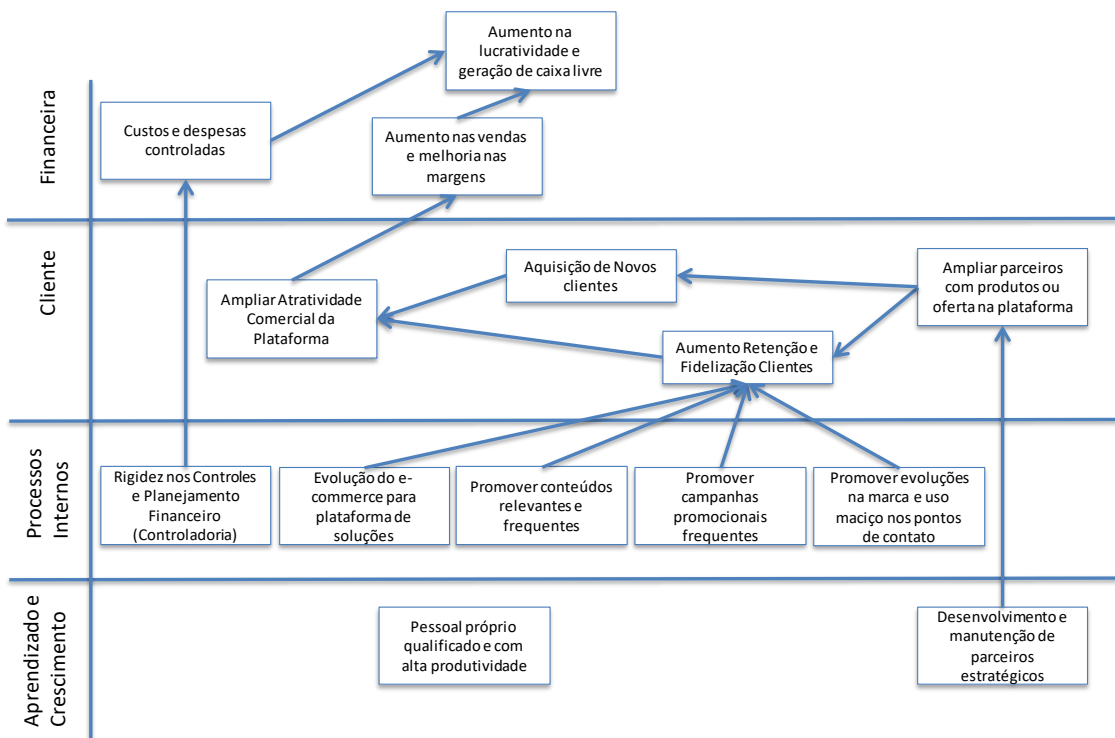 Financeira
Aumento na
lucratividade e
geração de caixa livre
Custos e despesas
controladas
Aumento nas vendas
e melhoria nas
margens
Cliente
Ampliar Atratividade
Comercial da
Plataforma
Aquisição de Novos
clientes
Ampliar parceiros
com produtos ou
oferta na plataforma
Aumento Retenção e
Fidelização Clientes
Processos
Internos
Rigidez nos Controles
e Planejamento
Financeiro
(Controladoria)
Evolução do e-
commerce para
plataforma de
soluções
Promover conteúdos
relevantes e
frequentes
Promover
campanhas
promocionais
frequentes
Promover evoluções
na marca e uso
maciço nos pontos
de contato
Aprendizado e
Crescimento
Pessoal próprio
qualificado e com
alta produtividade
Desenvolvimento e
manutenção de
parceiros
estratégicos